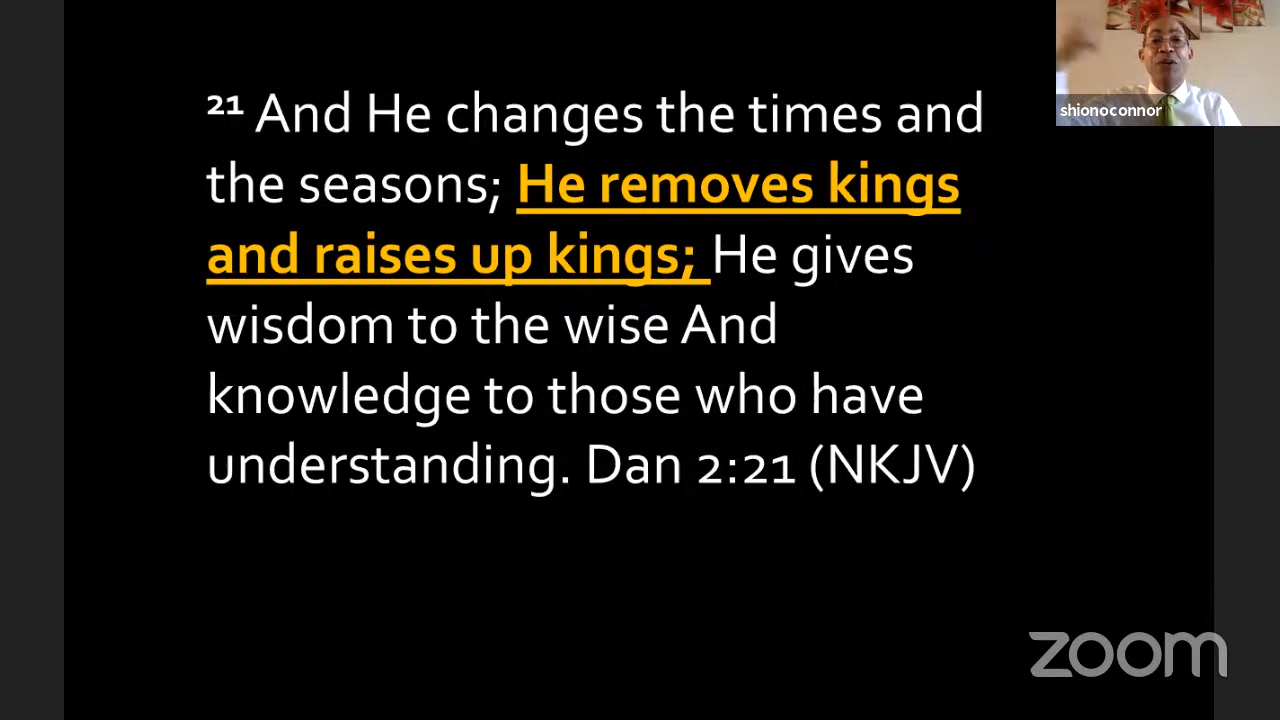 21 And He changes the times and
the seasons; He removes kings
and raises up kings; He gives
wisdom to the wise And
knowledge to those who have
understanding. Dan 2:21 (NKJV)
shionoconnor
zoom